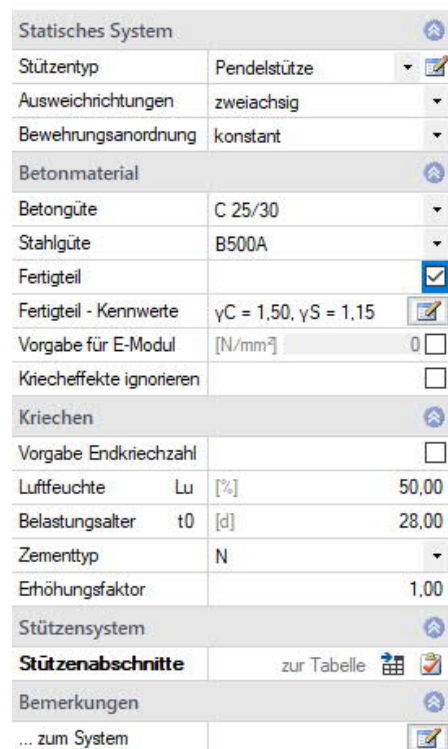 Statisches System
Stützentyp Pendelstütze
Ausweichrichtungen zweiachsig
Bewehrungsanordnung konstant
Betonmaterial
Betongüte C 25/30
Stahlgüte B500A
Fertigteil
Fertigteil - Kennwerte γC = 1,50, γS = 1,15
Vorgabe für E-Modul [N/mm²] 0
Kriecheffekte ignorieren
Kriechen
Vorgabe Endkriechzahl
Luftfeuchte Lu [%] 50,00
Belastungsalter t0 [d] 28,00
Zementtyp N
Erhöhungsfaktor 1,00
Stützensystem
Stützenabschnitte zur Tabelle
Bemerkungen
... zum System